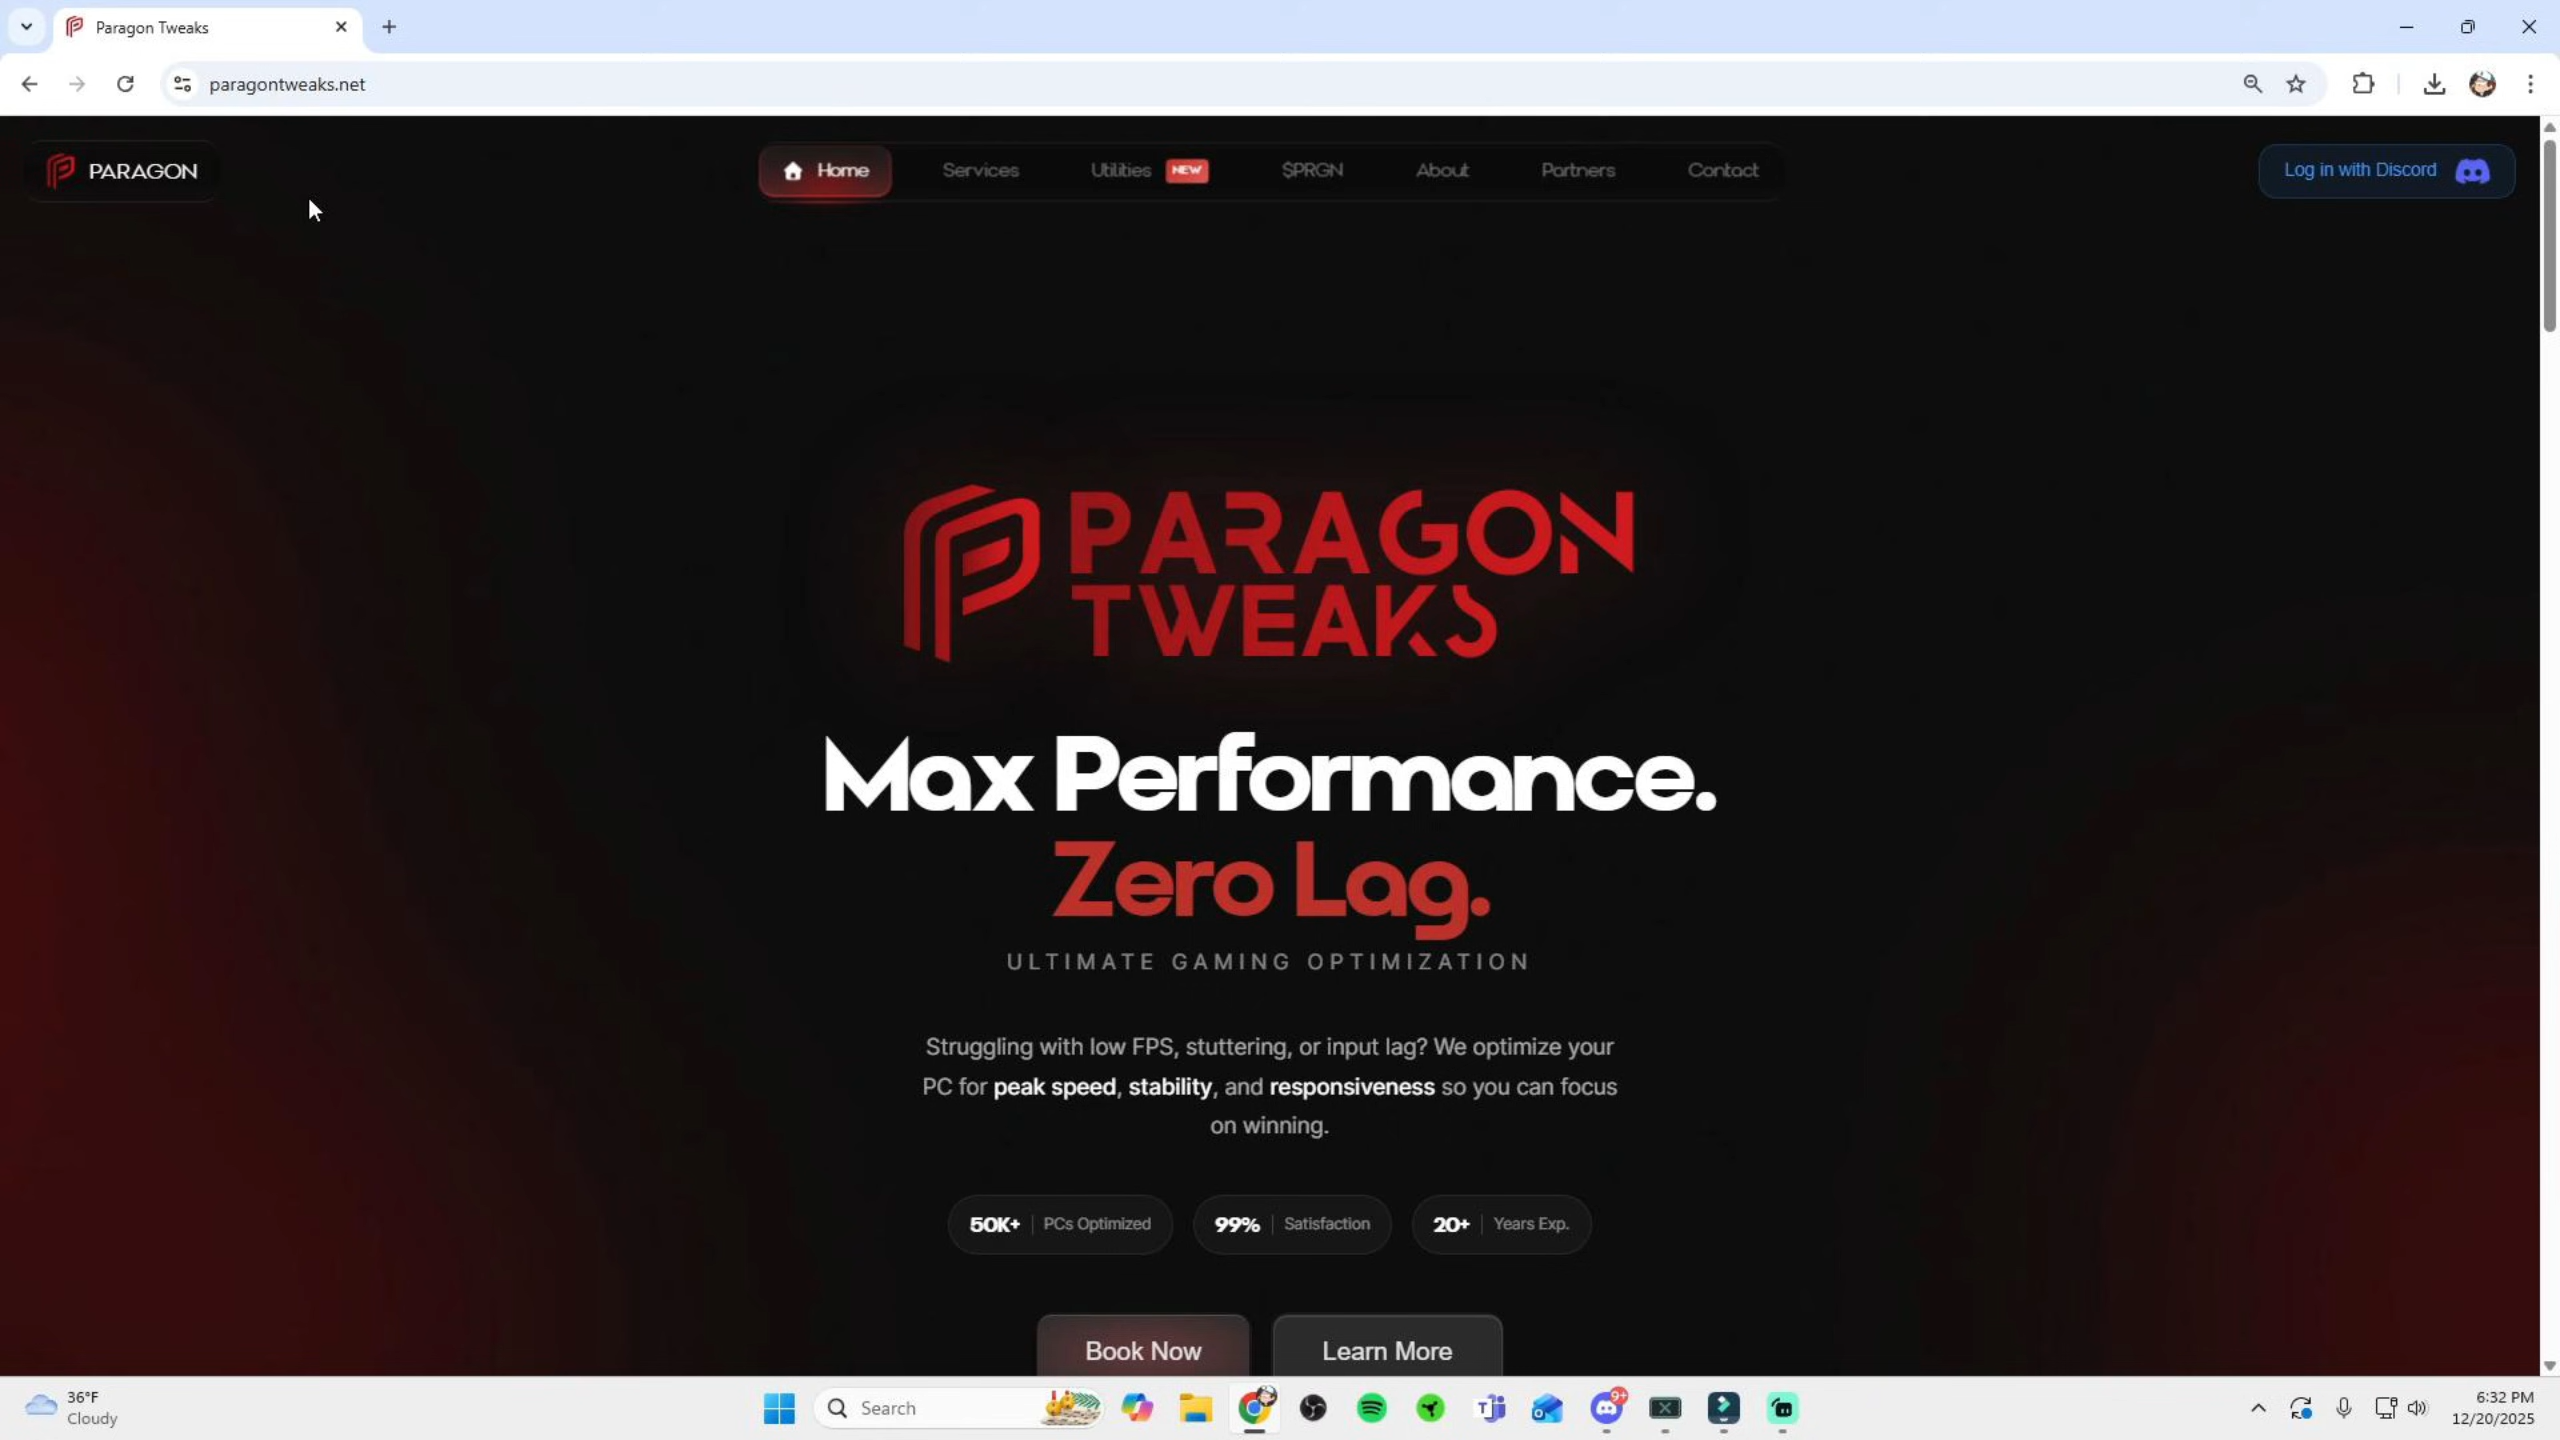 Paragon Tweaks
paragontweaks.net
PARAGON
Home
Services
Utilities NEW
$PRGN
About
Partners
Contact
Log in with Discord
PARAGON
TWEAKS
Max Performance.
Zero Lag.
ULTIMATE GAMING OPTIMIZATION
Struggling with low FPS, stuttering, or input lag? We optimize your
PC for peak speed, stability, and responsiveness so you can focus
on winning.
50K+ PCs Optimized
99% Satisfaction
20+ Years Exp.
Book Now
Learn More
36°F
Cloudy
Search
9+
6:32 PM
12/20/2025